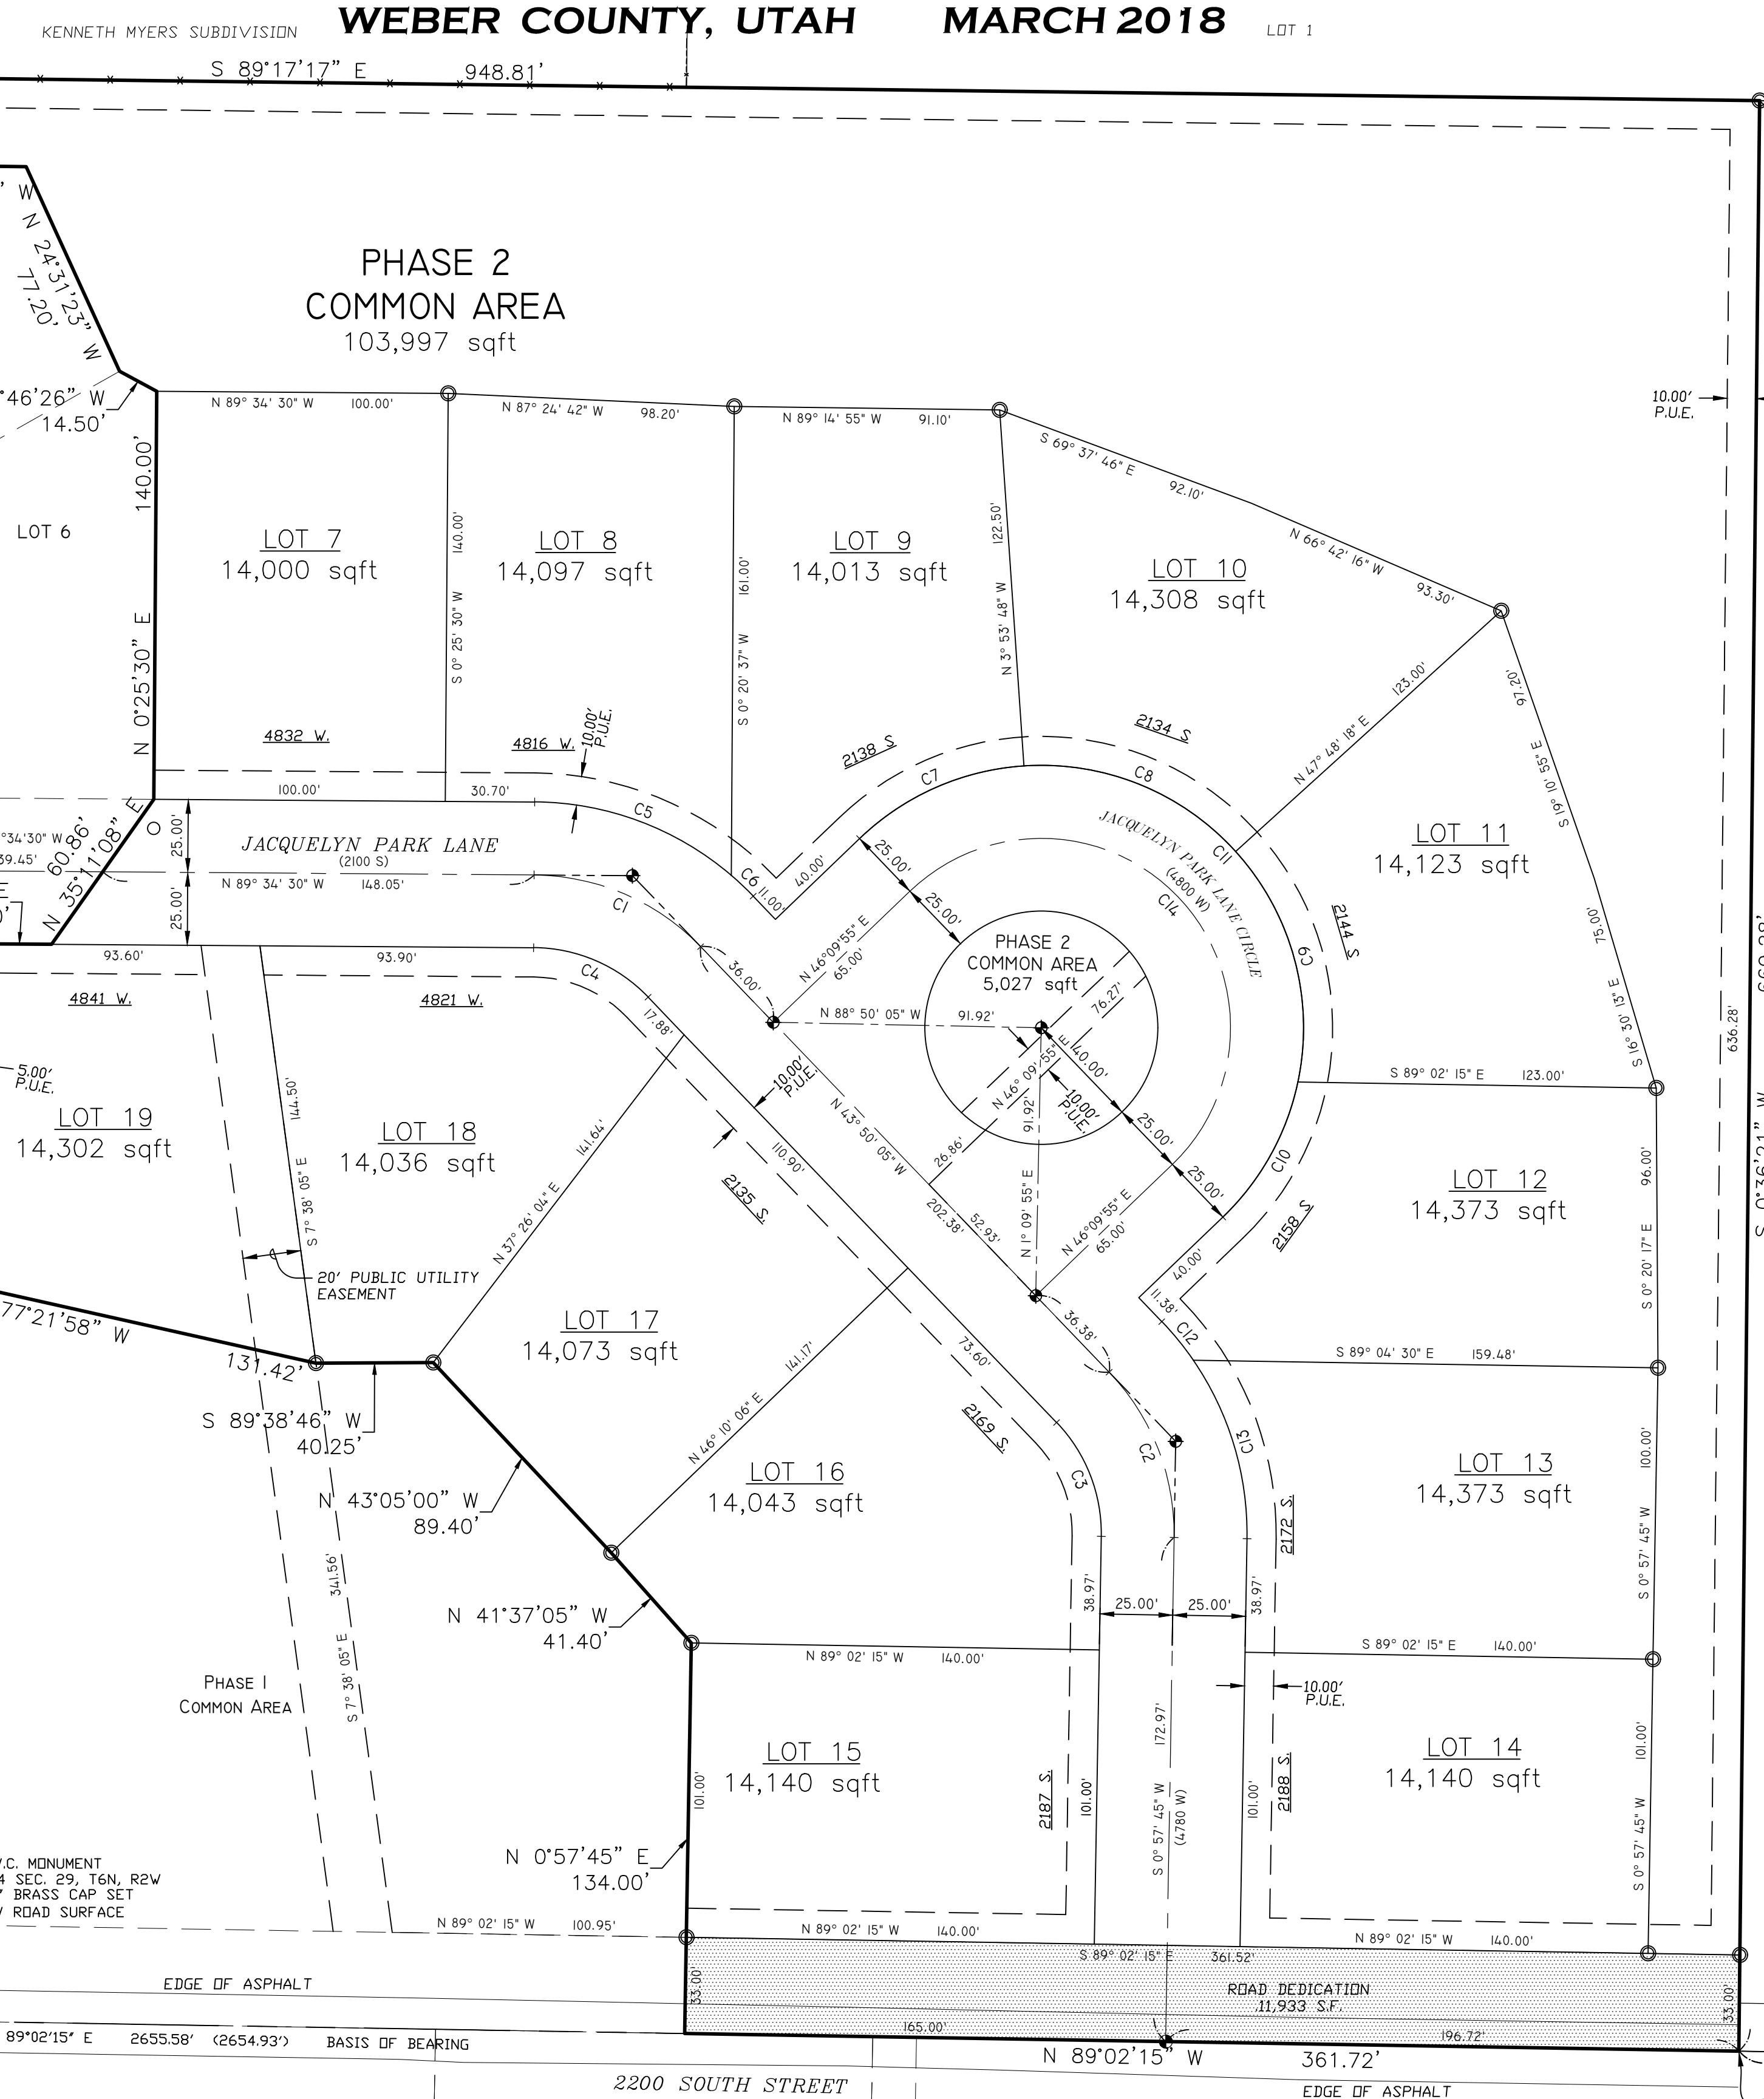 WEBER COUNTY, UTAH MARCH 2018
KENNETH MYERS SUBDIVISION
LOT 1
S 89°17'17" E 948.81'
' W
N 24°31'23" W
77.20'
PHASE 2
COMMON AREA
103,997 sqft
°46'26" W
14.50'
N 89° 34' 30" W 100.00'
N 87° 24' 42" W 98.20'
N 89° 14' 55" W 91.10'
S 69° 37' 46" E
92.10'
N 66° 42' 16" W
93.30'
10.00'
P.U.E.
140.00'
N 0°25'30" E
LOT 6
LOT 7
14,000 sqft
S 0° 25' 30" W 140.00'
LOT 8
14,097 sqft
S 0° 20' 37" W 161.00'
LOT 9
14,013 sqft
N 3° 53' 48" W 122.50'
LOT 10
14,308 sqft
N 47° 48' 18" E 123.00'
97.20'
S 19° 10' 55" E
4832 W.
4816 W.
10.00'
P.U.E.
2138 S
2134 S
100.00'
30.70'
C5
C6
11.00'
40.00'
C7
C8
C11
25.00'
25.00'
JACQUELYN PARK LANE
(2100 S)
N 89° 34' 30" W 148.05'
°34'30" W
39.45'
60.86'
N 35°11'08" E
E
0'
C1
36.00'
25.00'
25.00'
JACQUELYN PARK LANE CIRCLE
(4800 W)
C14
LOT 11
14,123 sqft
2144 S
C9
75.00'
S 16° 30' 13" E
660.28'
S 0°36'21" W
636.28'
93.60'
93.90'
C4
17.88'
4841 W.
4821 W.
N 46°09'55" E
65.00'
PHASE 2
COMMON AREA
5,027 sqft
76.27'
N 88° 50' 05" W 91.92'
N 46° 09' 55" E
40.00'
10.00'
P.U.E.
91.92'
N 1° 09' 55" E
26.86'
25.00'
25.00'
C10
S 89° 02' 15" E 123.00'
5.00'
P.U.E.
LOT 19
14,302 sqft
144.50'
S 7° 38' 05" E
LOT 18
14,036 sqft
N 37° 26' 04" E 141.64'
10.00'
P.U.E.
110.90'
2135 S.
N 43° 50' 05" W
202.38'
52.93'
N 46°09'55" E
65.00'
2158 S
LOT 12
14,373 sqft
96.00'
S 0° 20' 17" E
20' PUBLIC UTILITY
EASEMENT
77°21'58" W
131.42'
LOT 17
14,073 sqft
N 46° 10' 06" E 141.17'
73.60'
2169 S.
36.38'
40.00'
11.38'
C12
C13
S 89° 04' 30" E 159.48'
S 89°38'46" W
40.25'
N 43°05'00" W
89.40'
LOT 16
14,043 sqft
C3
C2
LOT 13
14,373 sqft
100.00'
S 0° 57' 45" W
2172 S.
341.56'
S 7° 38' 05" E
N 41°37'05" W
41.40'
38.97'
25.00'
25.00'
38.97'
N 89° 02' 15" W 140.00'
S 89° 02' 15" E 140.00'
10.00'
P.U.E.
PHASE 1
COMMON AREA
LOT 15
14,140 sqft
101.00'
2187 S.
101.00'
172.97'
S 0° 57' 45" W
(4780 W)
101.00'
2188 S.
LOT 14
14,140 sqft
101.00'
S 0° 57' 45" W
N 0°57'45" E
134.00'
.C. MONUMENT
4 SEC. 29, T6N, R2W
" BRASS CAP SET
ROAD SURFACE
N 89° 02' 15" W 100.95'
N 89° 02' 15" W 140.00'
S 89° 02' 15" E 361.52'
N 89° 02' 15" W 140.00'
EDGE OF ASPHALT
33.00'
ROAD DEDICATION
11,933 S.F.
33.00'
89°02'15" E 2655.58' (2654.93') BASIS OF BEARING
165.00'
196.72'
N 89°02'15" W 361.72'
2200 SOUTH STREET
EDGE OF ASPHALT